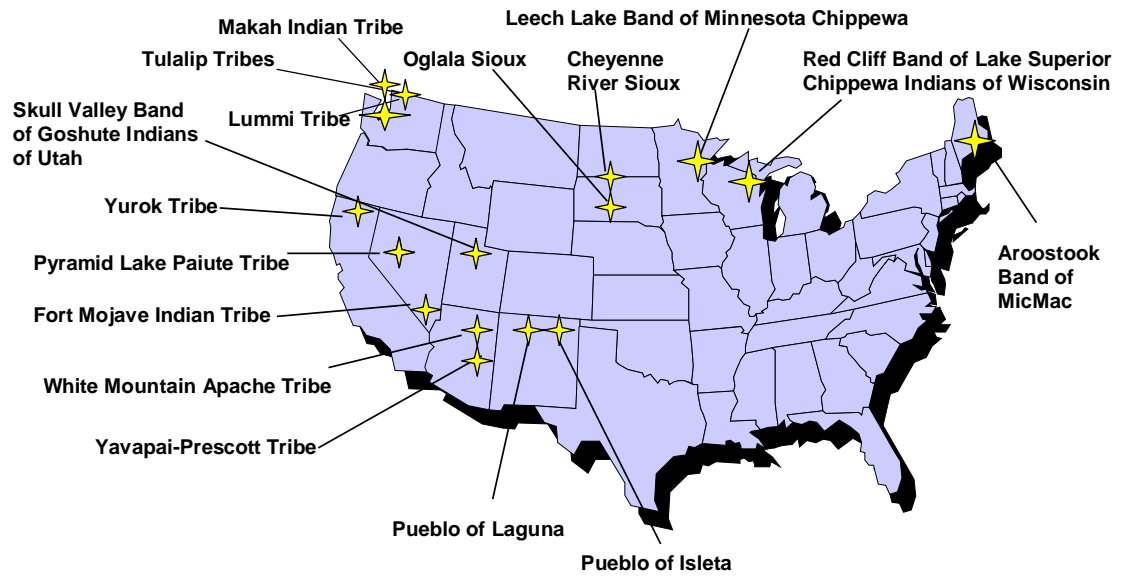 Leech Lake Band of Minnesota Chippewa
Makah Indian Tribe
Tulalip Tribes
Oglala Sioux
Cheyenne
River Sioux
Red Cliff Band of Lake Superior
Chippewa Indians of Wisconsin
Skull Valley Band
of Goshute Indians
of Utah
Lummi Tribe
Yurok Tribe
Pyramid Lake Paiute Tribe
Aroostook
Band of
MicMac
Fort Mojave Indian Tribe
White Mountain Apache Tribe
Yavapai-Prescott Tribe
Pueblo of Laguna
Pueblo of Isleta